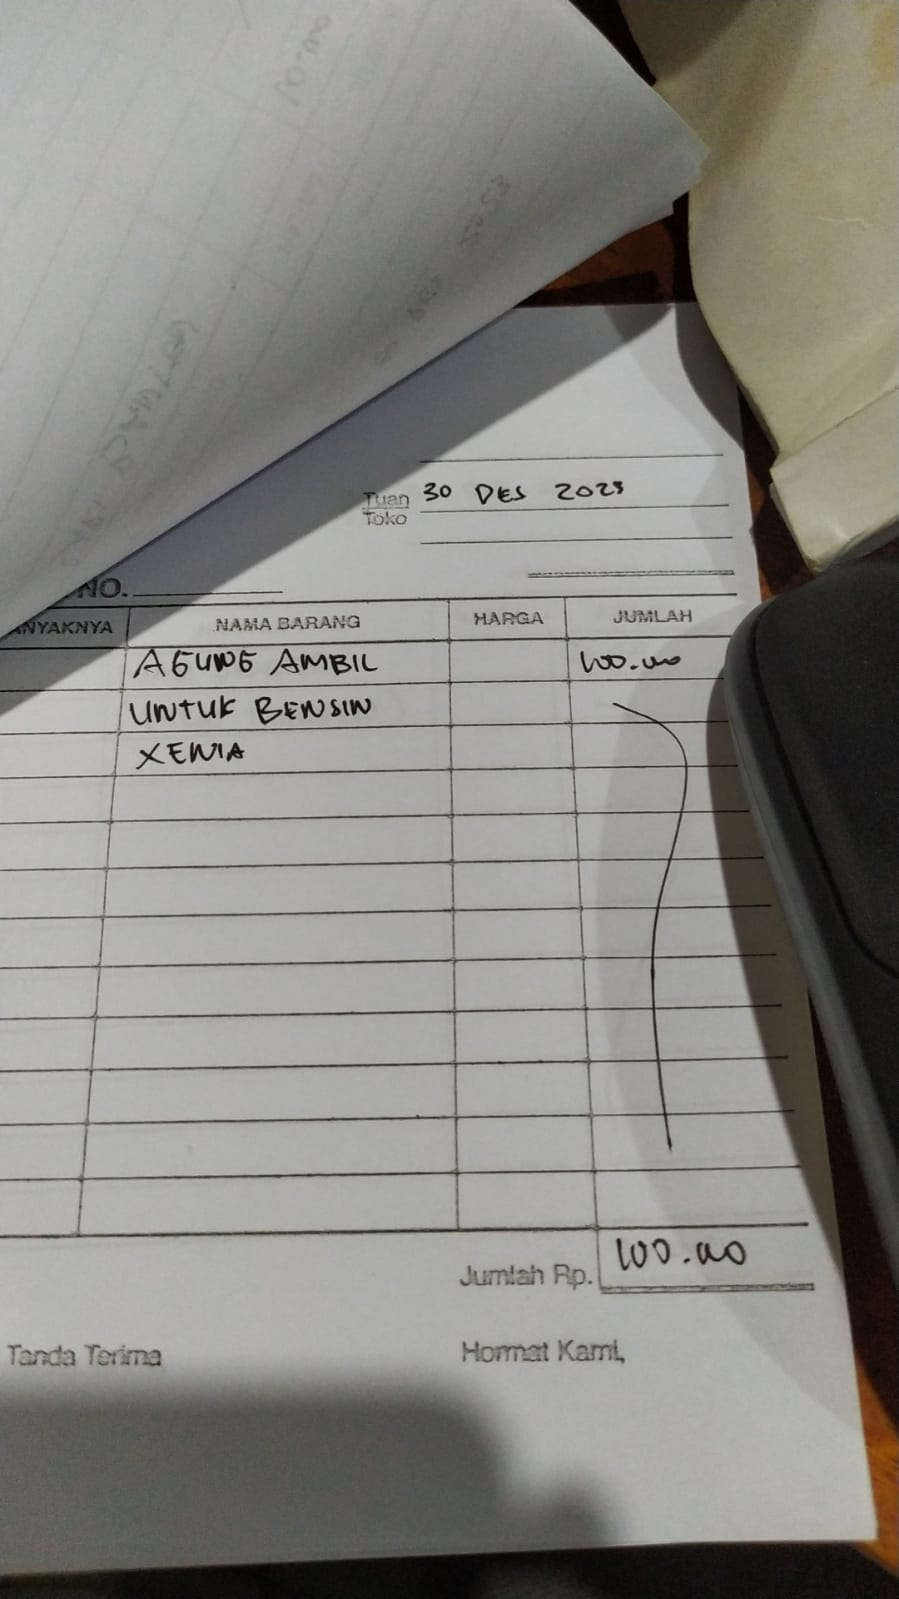 Tuan 30 DES 2025
Toko
NO.
ANYAKNYA NAMA BARANG HARGA JUMLAH
AGUNG AMBIL 100.000
UNTUK BENSIN
XENIA
Jumlah Rp. 100.000
Tanda Terima Hormat Kami,